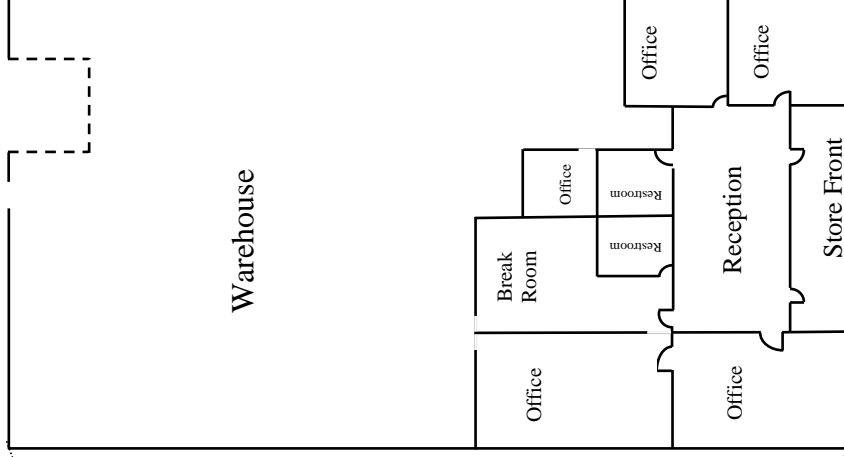 Warehouse
Office
Office
Office
Restroom
Restroom
Break
Room
Reception
Store Front
Office
Office